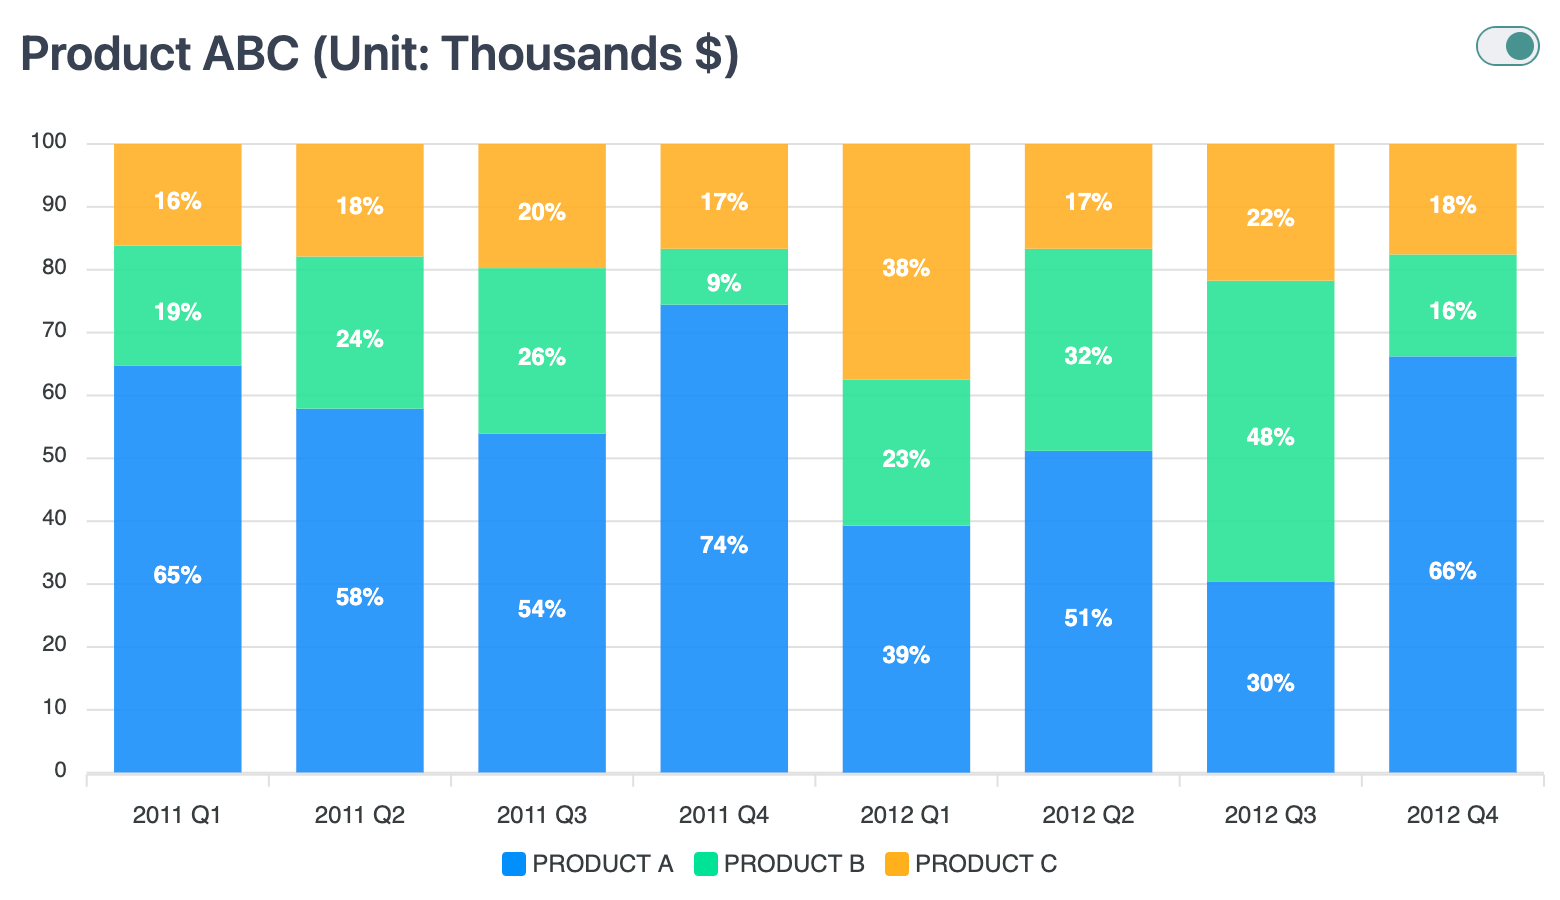 Product ABC (Unit: Thousands $)
100
90
80
70
60
50
40
30
20
10
0
16% 18% 20% 17% 38% 17% 22% 18%
19% 24% 26% 9% 23% 32% 48% 16%
65% 58% 54% 74% 39% 51% 30% 66%
2011 Q1 2011 Q2 2011 Q3 2011 Q4 2012 Q1 2012 Q2 2012 Q3 2012 Q4
PRODUCT A PRODUCT B PRODUCT C